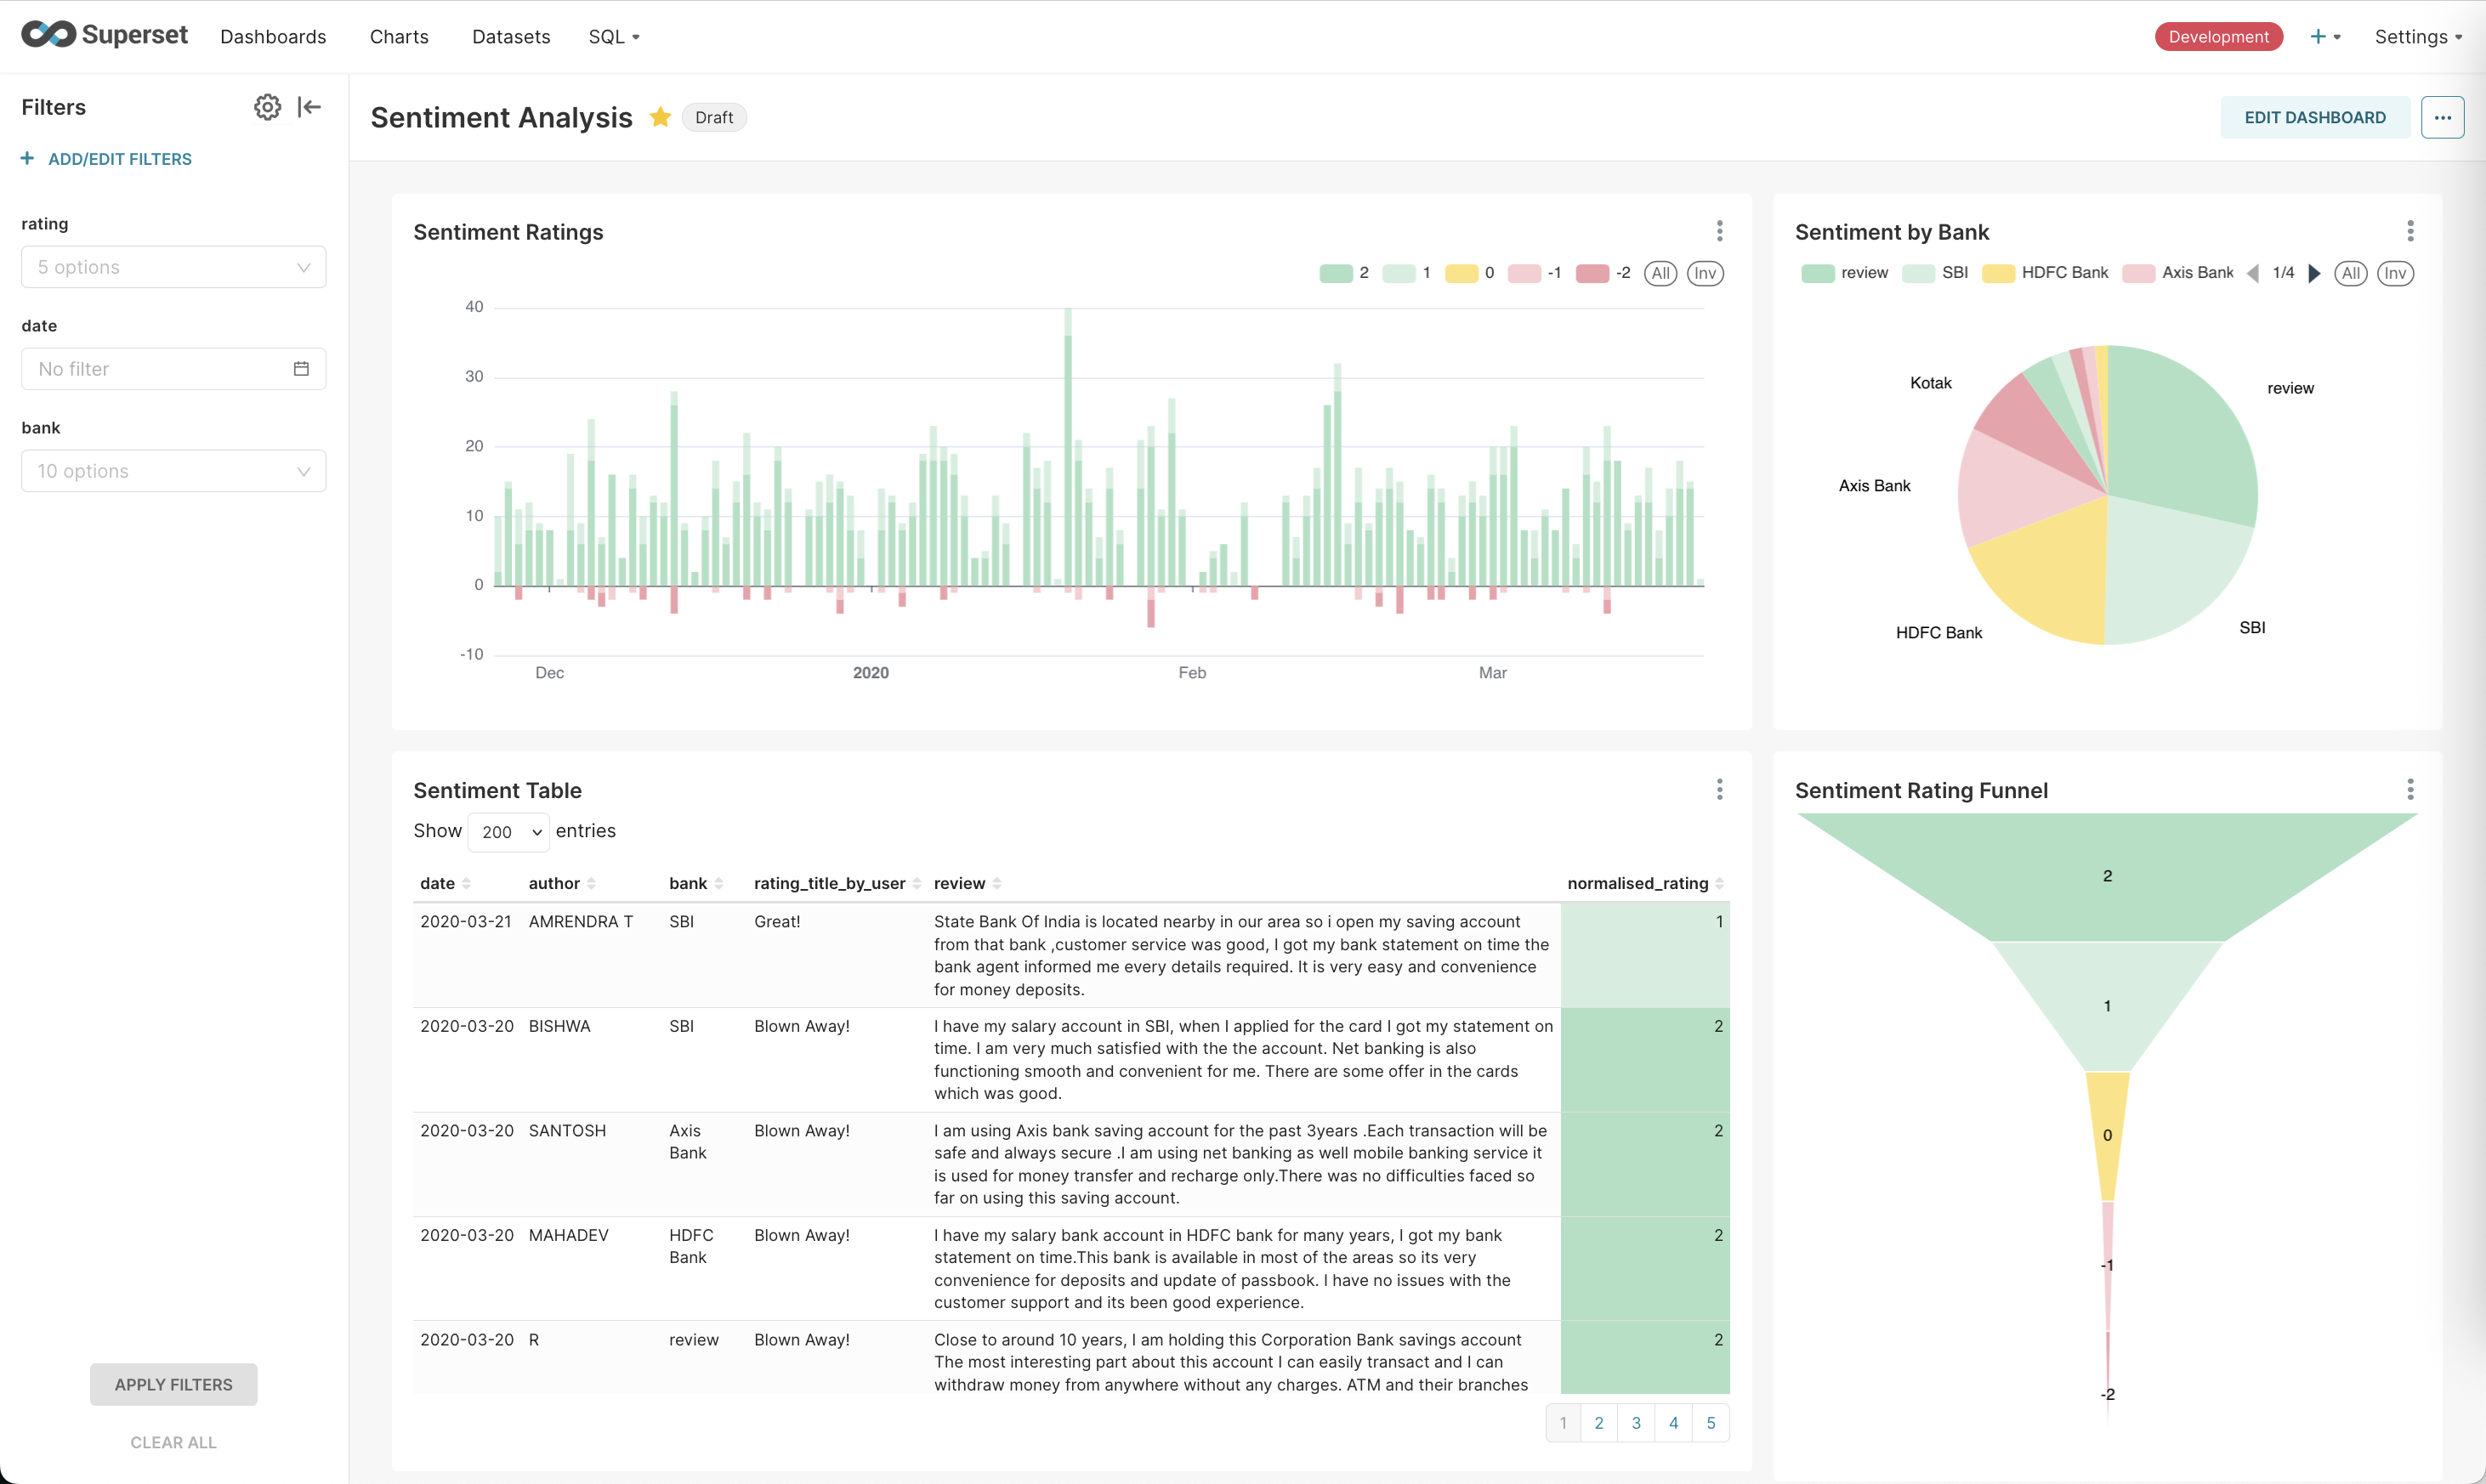 Superset Dashboards Charts Datasets SQL Development + Settings
Filters
+ ADD/EDIT FILTERS
rating
5 options
date
No filter
bank
10 options
APPLY FILTERS
CLEAR ALL
Sentiment Analysis Draft EDIT DASHBOARD ...
Sentiment Ratings
2 1 0 -1 -2 All Inv
40
30
20
10
0
-10
Dec 2020 Feb Mar
Sentiment by Bank
review SBI HDFC Bank Axis Bank 1/4 All Inv
Kotak
review
Axis Bank
SBI
HDFC Bank
Sentiment Table
Show 200 entries
date author bank rating_title_by_user review normalised_rating
2020-03-21 AMRENDRA T SBI Great! State Bank Of India is located nearby in our area so i open my saving account 1
from that bank ,customer service was good, I got my bank statement on time the
bank agent informed me every details required. It is very easy and convenience
for money deposits.
2020-03-20 BISHWA SBI Blown Away! I have my salary account in SBI, when I applied for the card I got my statement on 2
time. I am very much satisfied with the the account. Net banking is also
functioning smooth and convenient for me. There are some offer in the cards
which was good.
2020-03-20 SANTOSH Axis Blown Away! I am using Axis bank saving account for the past 3years .Each transaction will be 2
Bank safe and always secure .I am using net banking as well mobile banking service it
is used for money transfer and recharge only.There was no difficulties faced so
far on using this saving account.
2020-03-20 MAHADEV HDFC Blown Away! I have my salary bank account in HDFC bank for many years, I got my bank 2
Bank statement on time.This bank is available in most of the areas so its very
convenience for deposits and update of passbook. I have no issues with the
customer support and its been good experience.
2020-03-20 R review Blown Away! Close to around 10 years, I am holding this Corporation Bank savings account 2
The most interesting part about this account I can easily transact and I can
withdraw money from anywhere without any charges. ATM and their branches
1 2 3 4 5
Sentiment Rating Funnel
2
1
0
-1
-2